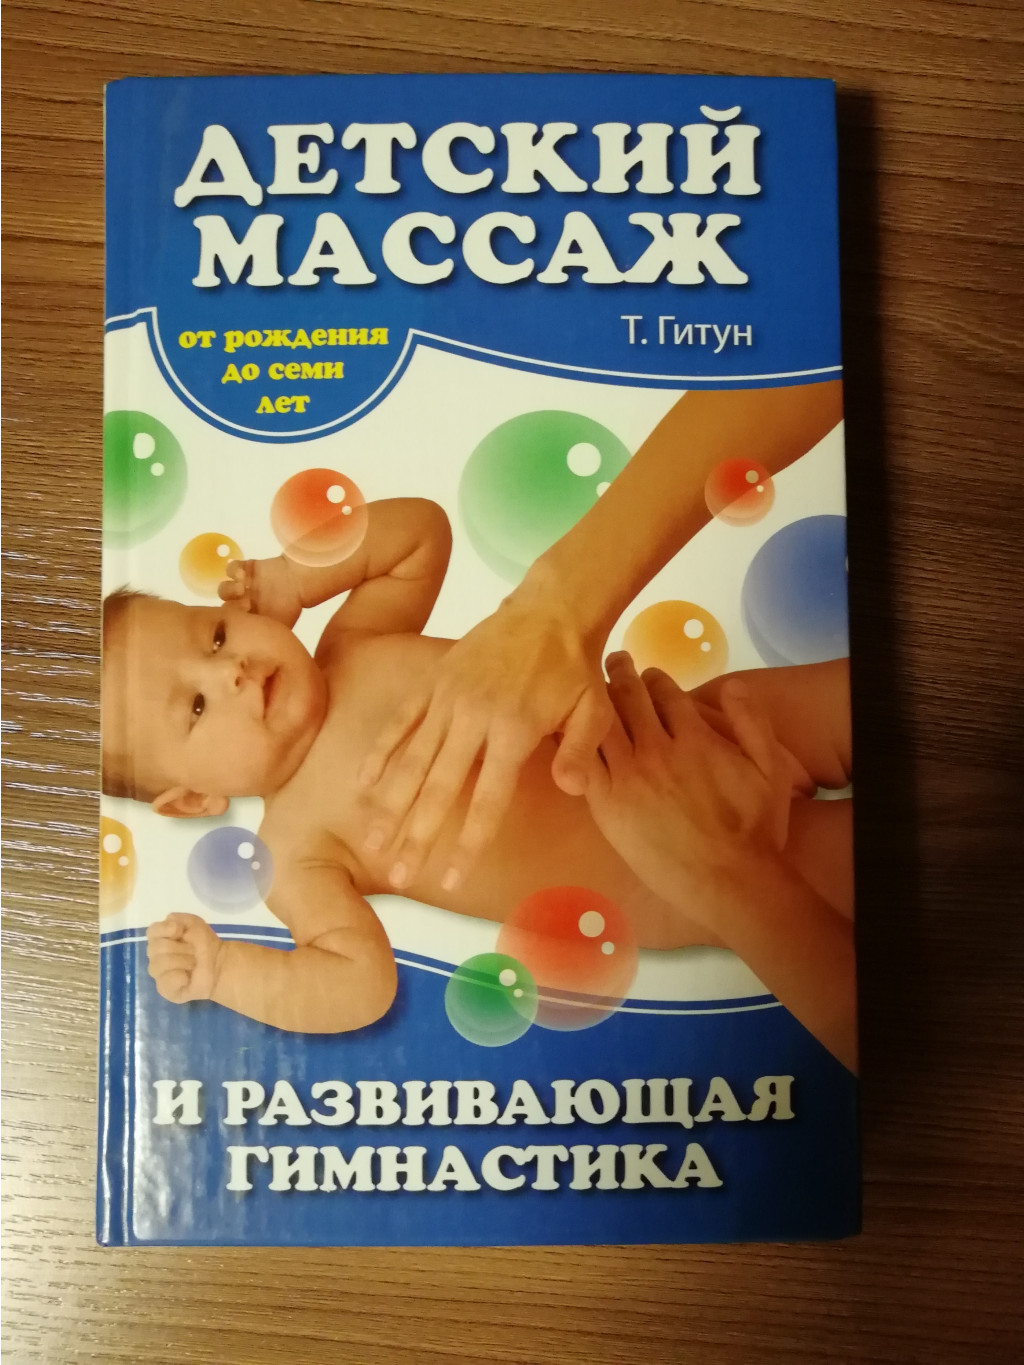 ДЕТСКИЙ
МАССАЖ
Т. Гитун
от рождения
до семи
лет
И РАЗВИВАЮЩАЯ
ГИМНАСТИКА